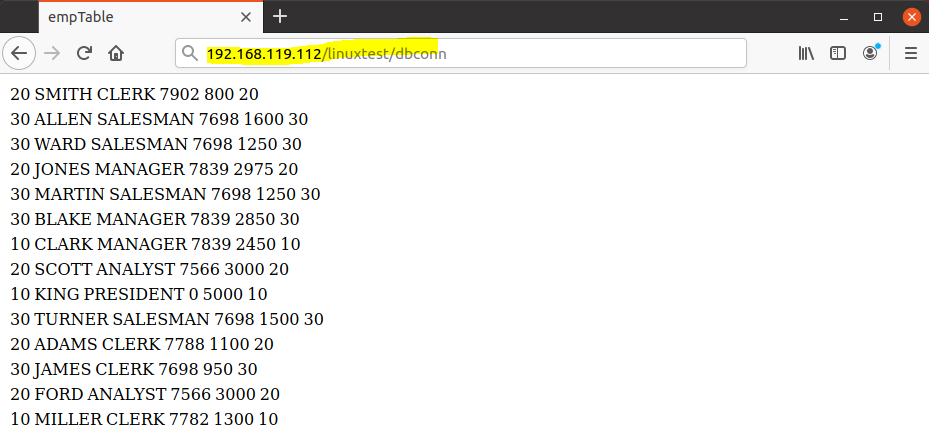 empTable
192.168.119.112/linuxtest/dbconn
20 SMITH CLERK 7902 800 20
30 ALLEN SALESMAN 7698 1600 30
30 WARD SALESMAN 7698 1250 30
20 JONES MANAGER 7839 2975 20
30 MARTIN SALESMAN 7698 1250 30
30 BLAKE MANAGER 7839 2850 30
10 CLARK MANAGER 7839 2450 10
20 SCOTT ANALYST 7566 3000 20
10 KING PRESIDENT 0 5000 10
30 TURNER SALESMAN 7698 1500 30
20 ADAMS CLERK 7788 1100 20
30 JAMES CLERK 7698 950 30
20 FORD ANALYST 7566 3000 20
10 MILLER CLERK 7782 1300 10